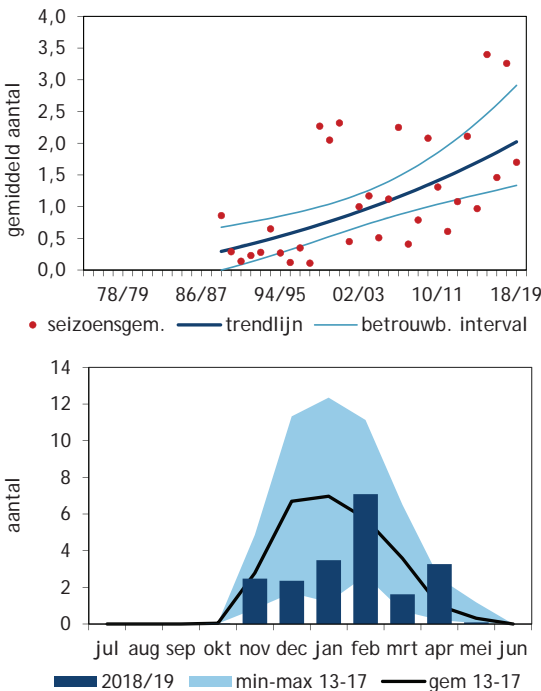 4,0
3,5
3,0
2,5
2,0
1,5
1,0
0,5
0,0
gemiddeld aantal
78/79 86/87 94/95 02/03 10/11 18/19
seizoensgem. trendlijn betrouwb. interval
14
12
10
8
6
4
2
0
aantal
jul aug sep okt nov dec jan feb mrt apr mei jun
2018/19 min-max 13-17 gem 13-17